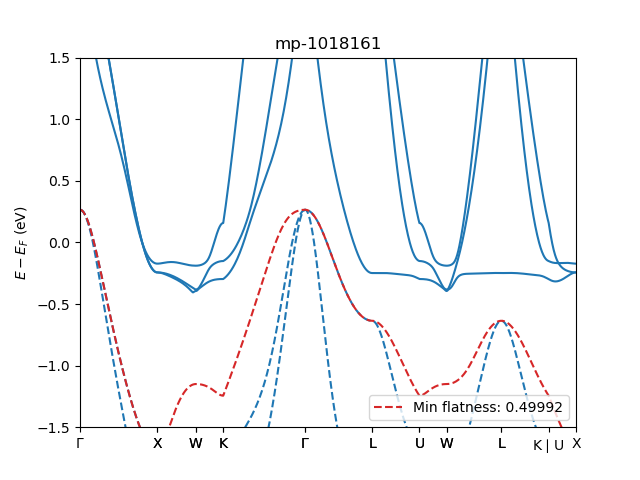 mp-1018161
E − E_F (eV)
1.5
1.0
0.5
0.0
−0.5
−1.0
−1.5
Min flatness: 0.49992
Γ X W K Γ L U W L K | U X